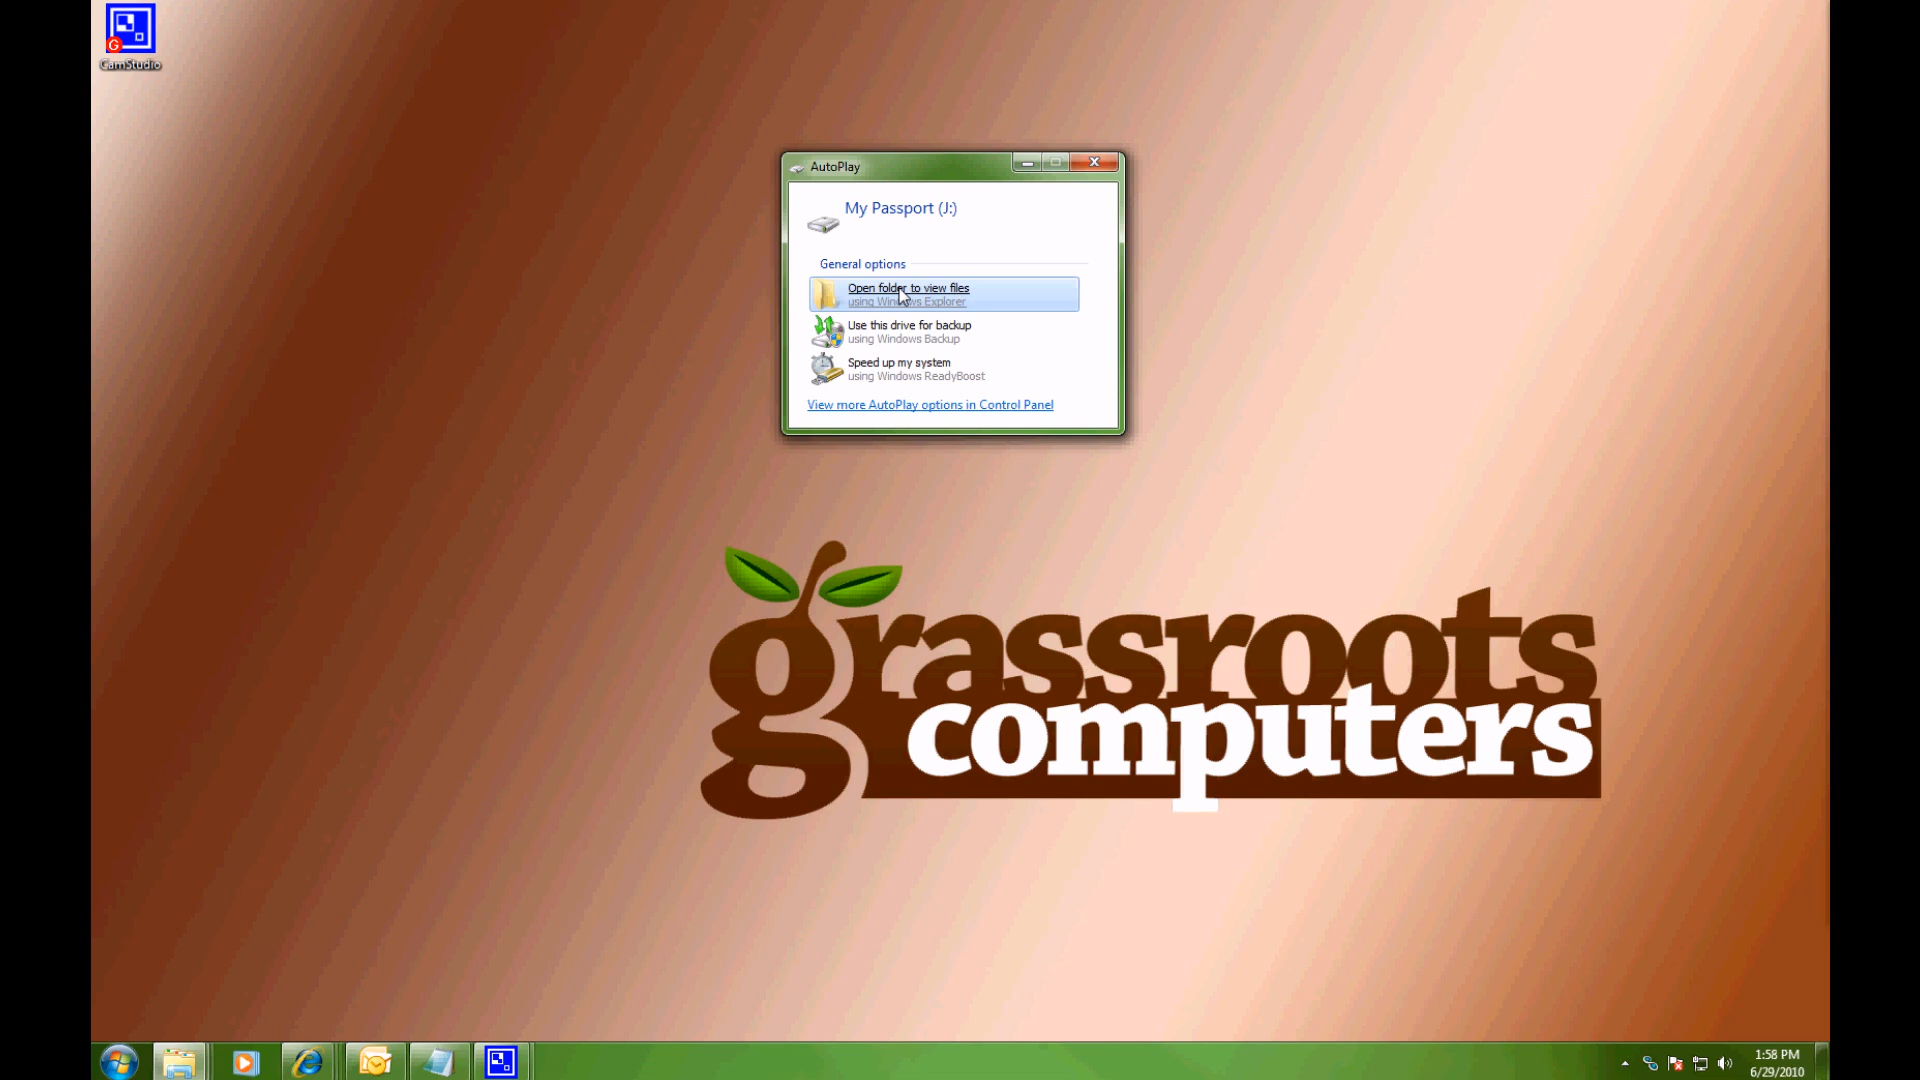 CamStudio
AutoPlay
My Passport (J:)
General options
Open folder to view files
using Windows Explorer
Use this drive for backup
using Windows Backup
Speed up my system
using Windows ReadyBoost
View more AutoPlay options in Control Panel
grassroots
computers
1:58 PM
6/29/2010